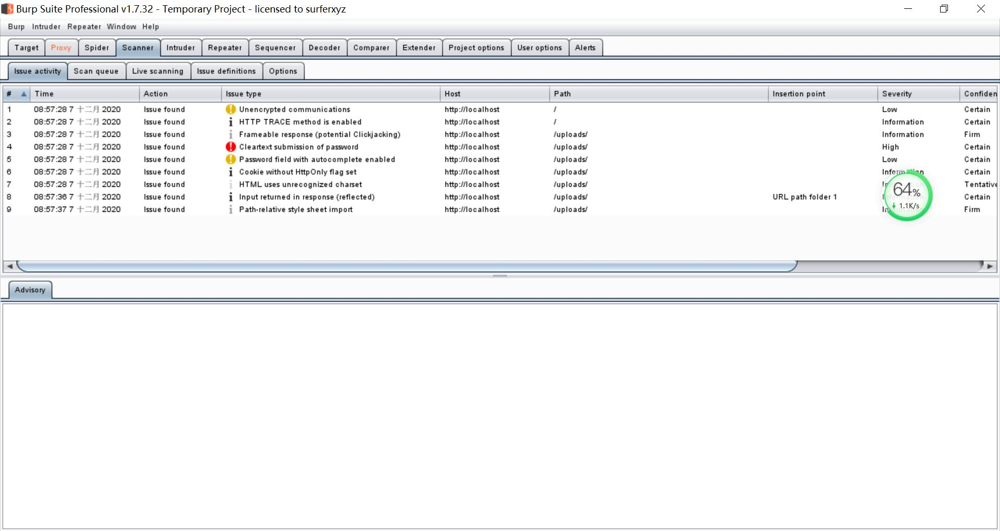 Burp Suite Professional v1.7.32 - Temporary Project - licensed to surferxyz
Burp Intruder Repeater Window Help
Target Proxy Spider Scanner Intruder Repeater Sequencer Decoder Comparer Extender Project options User options Alerts
Issue activity Scan queue Live scanning Issue definitions Options
# Time Action Issue type Host Path Insertion point Severity Confiden
1 08:57:28 7 十二月 2020 Issue found Unencrypted communications http://localhost / Low Certain
2 08:57:28 7 十二月 2020 Issue found HTTP TRACE method is enabled http://localhost / Information Certain
3 08:57:28 7 十二月 2020 Issue found Frameable response (potential Clickjacking) http://localhost /uploads/ Information Firm
4 08:57:28 7 十二月 2020 Issue found Cleartext submission of password http://localhost /uploads/ High Certain
5 08:57:28 7 十二月 2020 Issue found Password field with autocomplete enabled http://localhost /uploads/ Low Certain
6 08:57:28 7 十二月 2020 Issue found Cookie without HttpOnly flag set http://localhost /uploads/ Information Certain
7 08:57:28 7 十二月 2020 Issue found HTML uses unrecognized charset http://localhost /uploads/ Tentative
8 08:57:36 7 十二月 2020 Issue found Input returned in response (reflected) http://localhost /uploads/ URL path folder 1 Information Certain
9 08:57:37 7 十二月 2020 Issue found Path-relative style sheet import http://localhost /uploads/ Firm
64%
1.1K/s
Advisory